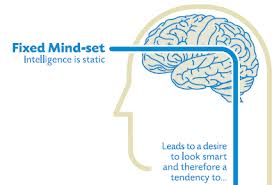 Fixed Mind-set
Intelligence is static
Leads to a desire
to look smart
and therefore a
tendency to...